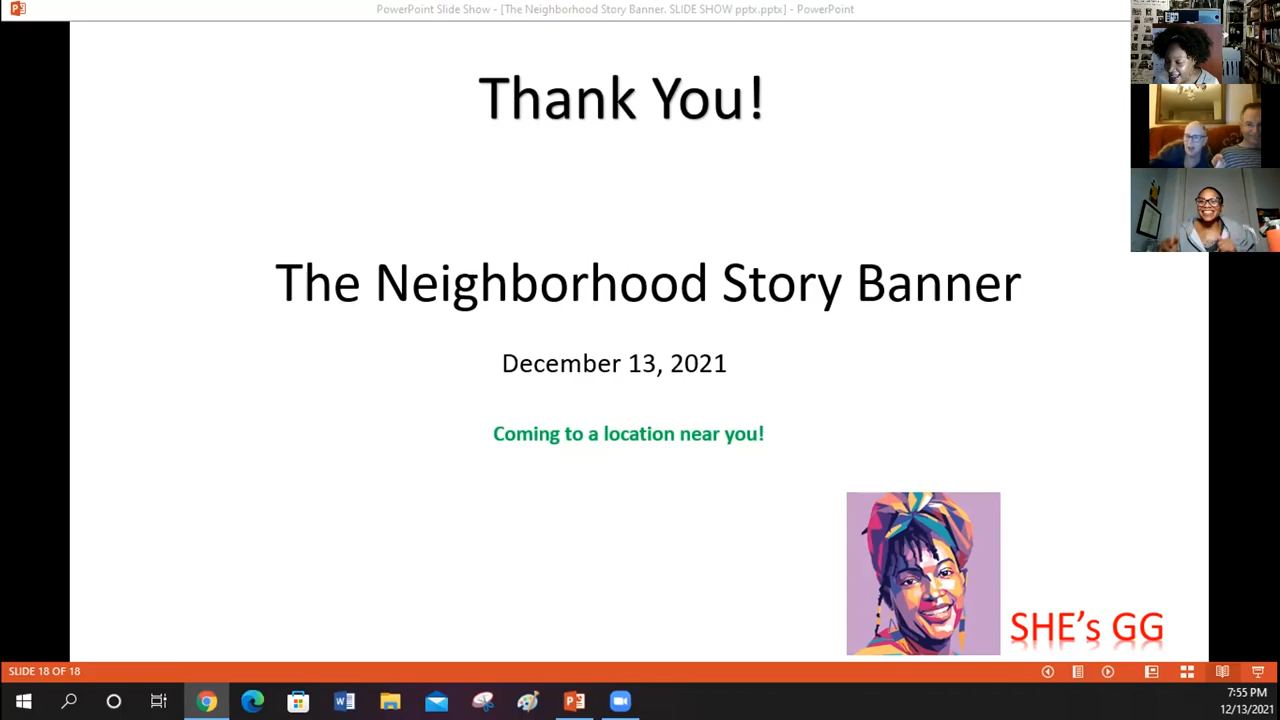 PowerPoint Slide Show - [The Neighborhood Story Banner. SLIDE SHOW pptx.pptx] - PowerPoint
Thank You!
The Neighborhood Story Banner
December 13, 2021
Coming to a location near you!
SHE's GG
SLIDE 18 OF 18
7:55 PM
12/13/2021